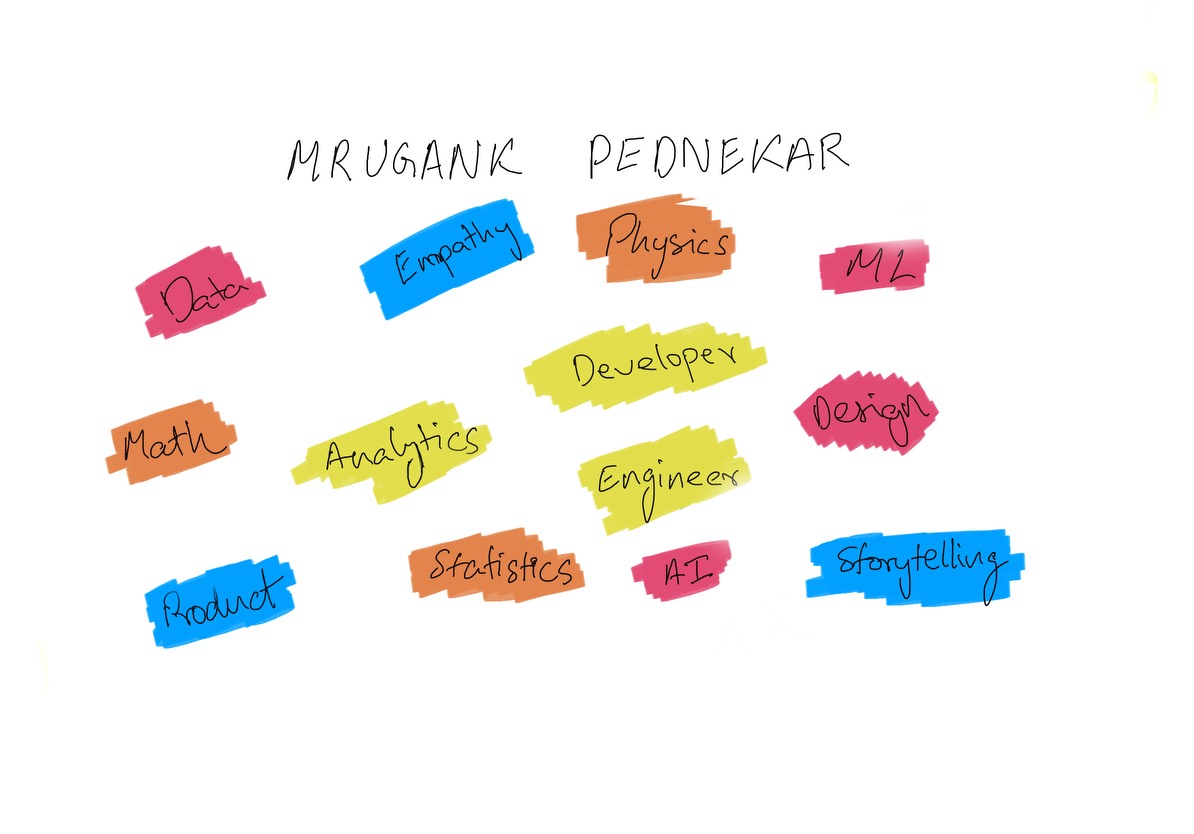 MRUGANK PEDNEKAR
Empathy
Physics
Data
ML
Developer
Math
Analytics
Design
Engineer
Product
Statistics
AI
Storytelling